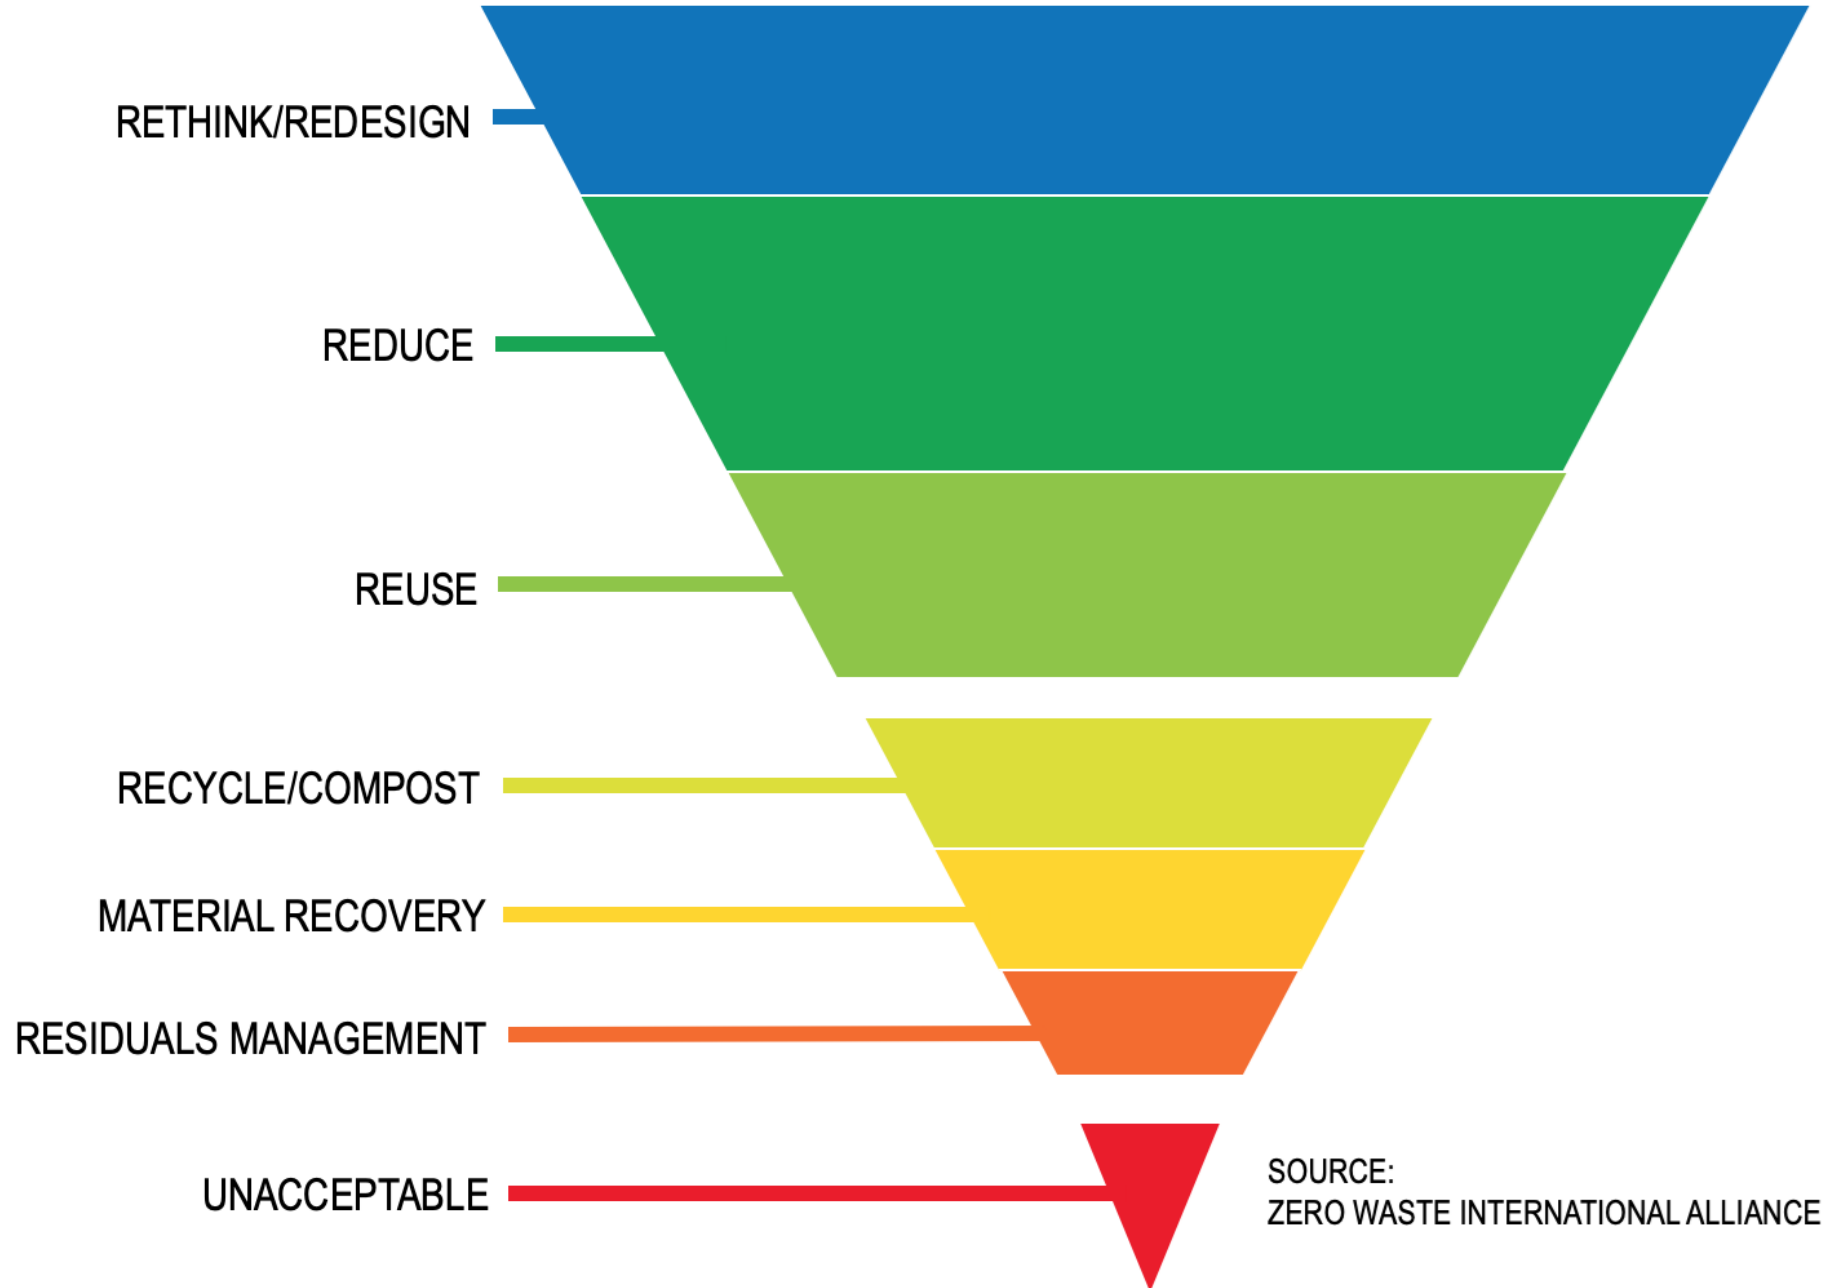 RETHINK/REDESIGN
REDUCE
REUSE
RECYCLE/COMPOST
MATERIAL RECOVERY
RESIDUALS MANAGEMENT
UNACCEPTABLE
SOURCE:
ZERO WASTE INTERNATIONAL ALLIANCE